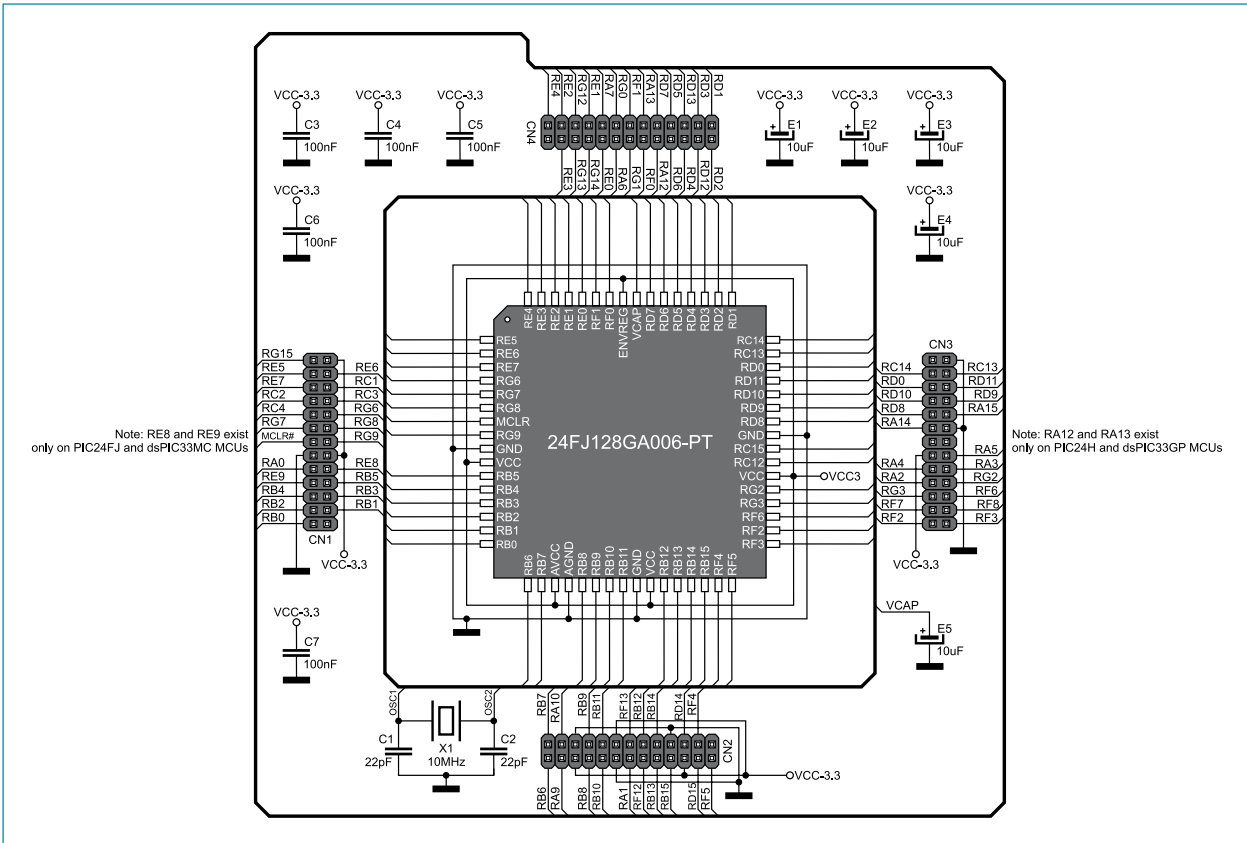 RE4
RE2
RG12
RE1
RA7
RG0
RF1
RA13
RD7
RD5
RD13
RD3
RD1
CN4
RE3
RG13
RG14
RE0
RA6
RG1
RF0
RA12
RD6
RD4
RD12
RD2
VCC-3.3
C3
100nF
VCC-3.3
C4
100nF
VCC-3.3
C5
100nF
VCC-3.3
E1
10uF
VCC-3.3
E2
10uF
VCC-3.3
E3
10uF
VCC-3.3
C6
100nF
VCC-3.3
E4
10uF
RE4
RE3
RE2
RE1
RE0
RF1
RF0
ENVREG
VCAP
RD7
RD6
RD5
RD4
RD3
RD2
RD1
RE5
RE6
RE7
RG6
RG7
RG8
MCLR
RG9
GND
VCC
RB5
RB4
RB3
RB2
RB1
RB0
24FJ128GA006-PT
RC14
RC13
RD0
RD11
RD10
RD9
RD8
GND
RC15
RC12
VCC
RG2
RG3
RF6
RF2
RF3
VCC3
RB6
RB7
AVCC
AGND
RB8
RB9
RB10
RB11
GND
VCC
RB12
RB13
RB14
RB15
RF4
RF5
RG15
RE5
RE7
RC2
RC4
RG7
MCLR#
RA0
RE9
RB4
RB2
RB0
RE6
RC1
RC3
RG6
RG8
RG9
RE8
RB5
RB3
RB1
CN1
VCC-3.3
Note: RE8 and RE9 exist
only on PIC24FJ and dsPIC33MC MCUs
CN3
RC14
RD0
RD10
RD8
RA14
RA4
RA2
RG3
RF7
RF2
RC13
RD11
RD9
RA15
RA5
RA3
RG2
RF6
RF8
RF3
VCC-3.3
Note: RA12 and RA13 exist
only on PIC24H and dsPIC33GP MCUs
VCC-3.3
C7
100nF
VCAP
E5
10uF
OSC1
OSC2
C1
22pF
X1
10MHz
C2
22pF
RB7
RA10
RB9
RB11
RF13
RB12
RB14
RD14
RF4
CN2
VCC-3.3
RB6
RA9
RB8
RB10
RA1
RF12
RB13
RB15
RD15
RF5